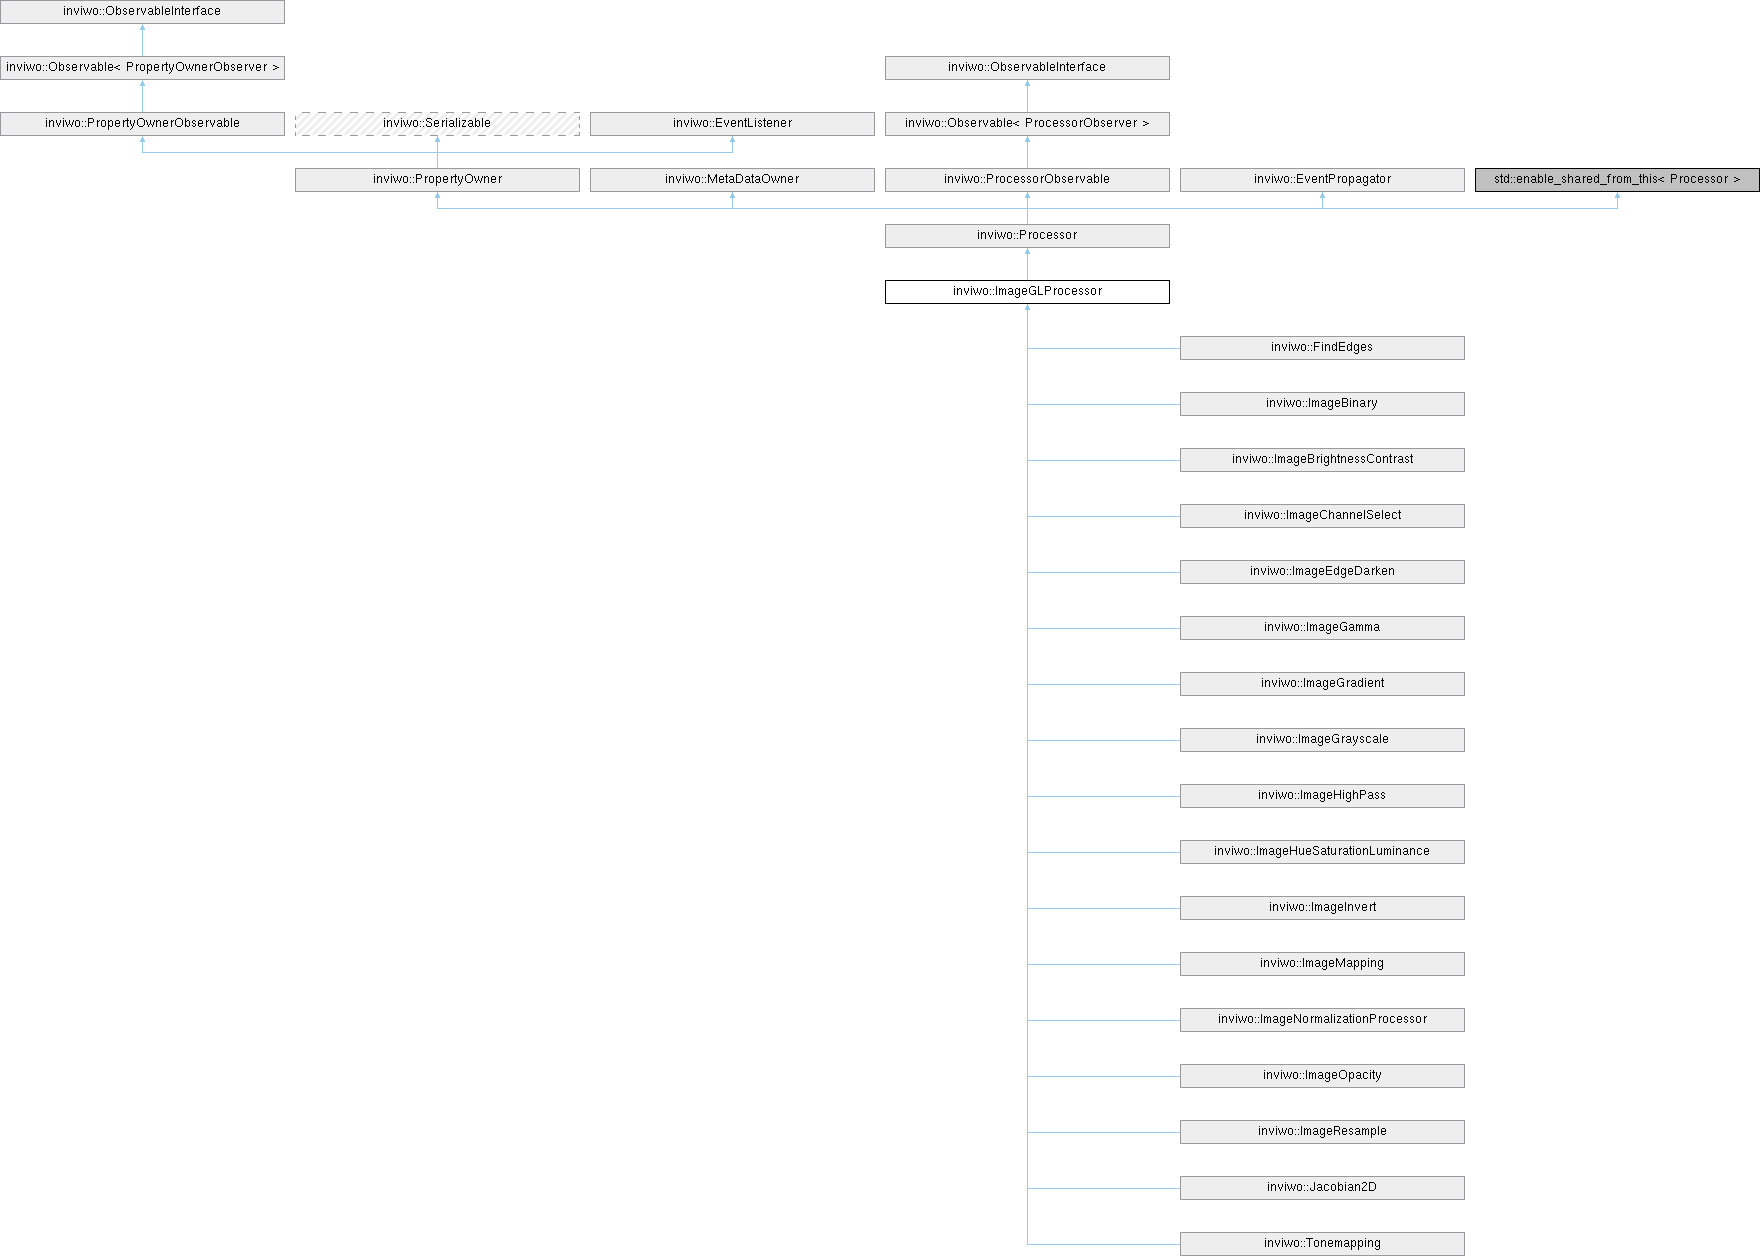 inviwo::ObservableInterface
inviwo::Observable< PropertyOwnerObserver >
inviwo::ObservableInterface
inviwo::PropertyOwnerObservable
inviwo::Serializable
inviwo::EventListener
inviwo::Observable< ProcessorObserver >
inviwo::PropertyOwner
inviwo::MetaDataOwner
inviwo::ProcessorObservable
inviwo::EventPropagator
std::enable_shared_from_this< Processor >
inviwo::Processor
inviwo::ImageGLProcessor
inviwo::FindEdges
inviwo::ImageBinary
inviwo::ImageBrightnessContrast
inviwo::ImageChannelSelect
inviwo::ImageEdgeDarken
inviwo::ImageGamma
inviwo::ImageGradient
inviwo::ImageGrayscale
inviwo::ImageHighPass
inviwo::ImageHueSaturationLuminance
inviwo::ImageInvert
inviwo::ImageMapping
inviwo::ImageNormalizationProcessor
inviwo::ImageOpacity
inviwo::ImageResample
inviwo::Jacobian2D
inviwo::Tonemapping